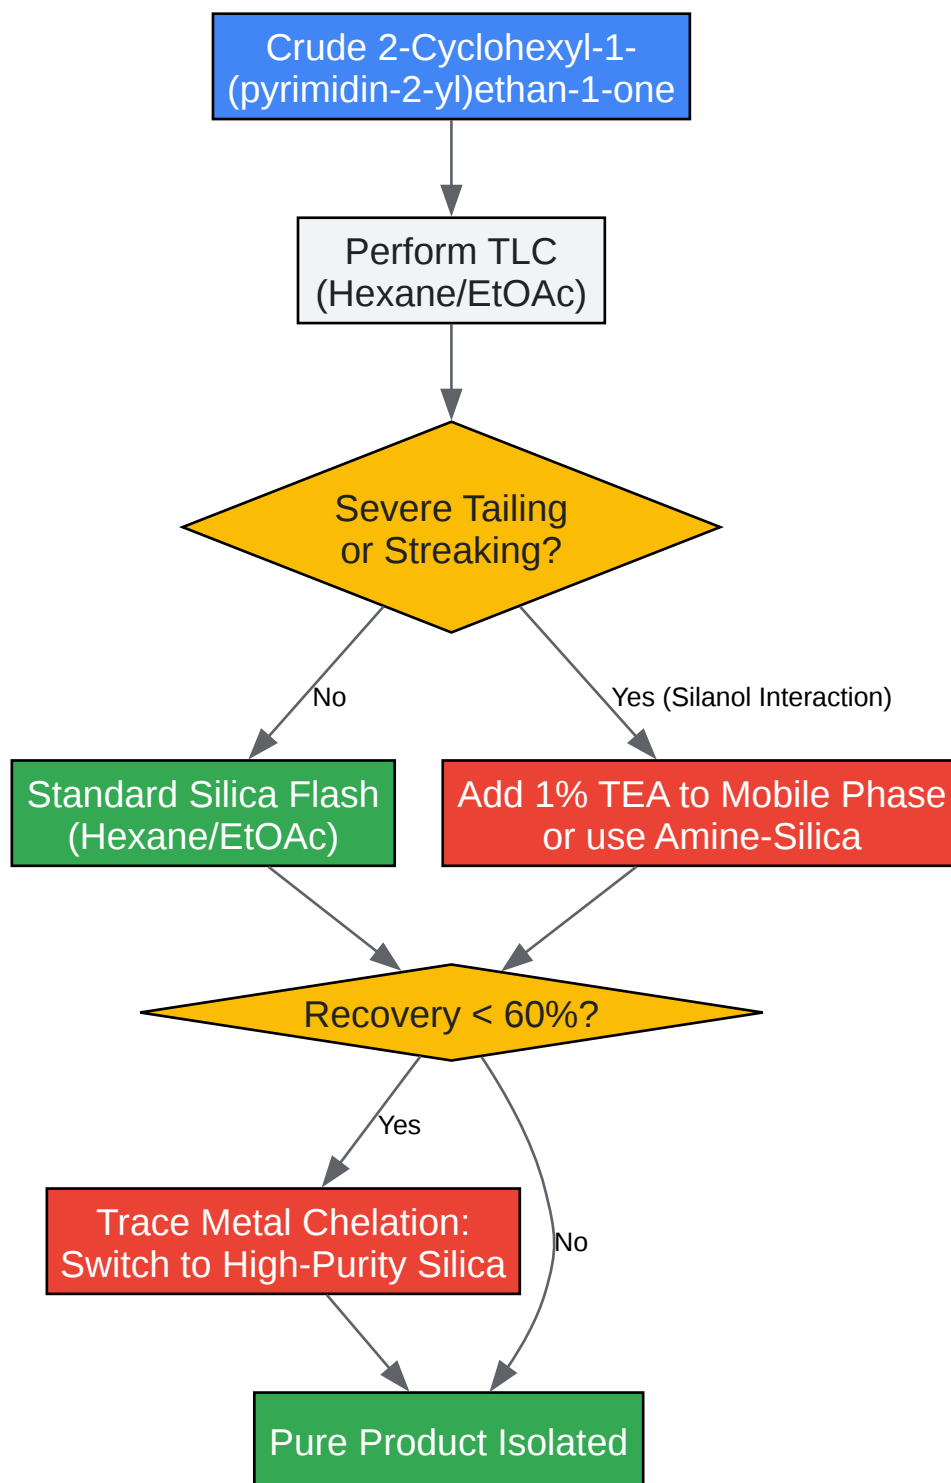 Crude 2-Cyclohexyl-1-
(pyrimidin-2-yl)ethan-1-one
Perform TLC
(Hexane/EtOAc)
Severe Tailing
or Streaking?
No
Yes (Silanol Interaction)
Standard Silica Flash
(Hexane/EtOAc)
Add 1% TEA to Mobile Phase
or use Amine-Silica
Recovery < 60%?
Yes
Trace Metal Chelation:
Switch to High-Purity Silica
No
Pure Product Isolated